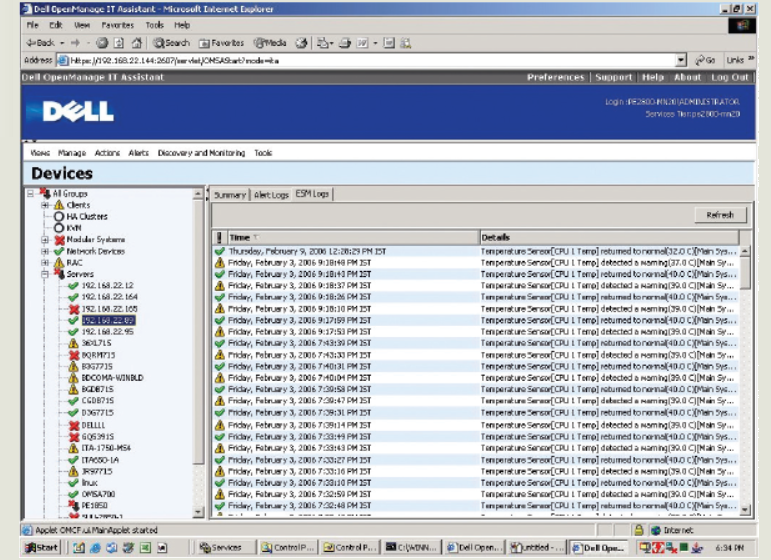 Dell OpenManage IT Assistant - Microsoft Internet Explorer
File Edit View Favorites Tools Help
Back Search Favorites Media
Address https://192.168.22.144:2607/servlet/OMSAStart?mode=ita Go Links
Dell OpenManage IT Assistant Preferences Support Help About Log Out
DELL
Views Manage Actions Alerts Discovery and Monitoring Tools
Devices
All Groups
Clients
HA Clusters
KVM
Modular Systems
Network Devices
RAC
Servers
192.168.22.12
192.168.22.164
192.168.22.165
192.168.22.89
192.168.22.95
36XL71S
BQRM71S
B3G771S
BDCOMA-WINBLD
BGDB71S
CGDB71S
D3G771S
DELLLL
GQS391S
ITA-1750-MS4
ITA650-1A
JR9771S
linux
OMSA700
PE1850
Summary Alert Logs ESM Logs
Refresh
Time Details
Thursday, February 9, 2006 12:28:29 PM IST Temperature Sensor[CPU 1 Temp] returned to normal(32.0 C)[Main Sys...
Friday, February 3, 2006 9:18:48 PM IST Temperature Sensor[CPU 1 Temp] detected a warning(37.0 C)[Main Sy...
Friday, February 3, 2006 9:18:43 PM IST Temperature Sensor[CPU 1 Temp] returned to normal(40.0 C)[Main Sys...
Friday, February 3, 2006 9:18:37 PM IST Temperature Sensor[CPU 1 Temp] detected a warning(39.0 C)[Main Sy...
Friday, February 3, 2006 9:18:26 PM IST Temperature Sensor[CPU 1 Temp] returned to normal(40.0 C)[Main Sys...
Friday, February 3, 2006 9:18:10 PM IST Temperature Sensor[CPU 1 Temp] detected a warning(39.0 C)[Main Sy...
Friday, February 3, 2006 9:17:59 PM IST Temperature Sensor[CPU 1 Temp] returned to normal(40.0 C)[Main Sys...
Friday, February 3, 2006 9:17:53 PM IST Temperature Sensor[CPU 1 Temp] detected a warning(39.0 C)[Main Sy...
Friday, February 3, 2006 7:43:39 PM IST Temperature Sensor[CPU 1 Temp] returned to normal(40.0 C)[Main Sys...
Friday, February 3, 2006 7:43:33 PM IST Temperature Sensor[CPU 1 Temp] detected a warning(39.0 C)[Main Sy...
Friday, February 3, 2006 7:40:31 PM IST Temperature Sensor[CPU 1 Temp] returned to normal(40.0 C)[Main Sys...
Friday, February 3, 2006 7:40:04 PM IST Temperature Sensor[CPU 1 Temp] detected a warning(39.0 C)[Main Sy...
Friday, February 3, 2006 7:39:58 PM IST Temperature Sensor[CPU 1 Temp] returned to normal(40.0 C)[Main Sys...
Friday, February 3, 2006 7:39:47 PM IST Temperature Sensor[CPU 1 Temp] detected a warning(39.0 C)[Main Sy...
Friday, February 3, 2006 7:39:31 PM IST Temperature Sensor[CPU 1 Temp] returned to normal(40.0 C)[Main Sys...
Friday, February 3, 2006 7:39:14 PM IST Temperature Sensor[CPU 1 Temp] detected a warning(39.0 C)[Main Sy...
Friday, February 3, 2006 7:33:49 PM IST Temperature Sensor[CPU 1 Temp] returned to normal(40.0 C)[Main Sys...
Friday, February 3, 2006 7:33:43 PM IST Temperature Sensor[CPU 1 Temp] detected a warning(39.0 C)[Main Sy...
Friday, February 3, 2006 7:33:27 PM IST Temperature Sensor[CPU 1 Temp] returned to normal(40.0 C)[Main Sys...
Friday, February 3, 2006 7:33:16 PM IST Temperature Sensor[CPU 1 Temp] detected a warning(39.0 C)[Main Sy...
Friday, February 3, 2006 7:33:10 PM IST Temperature Sensor[CPU 1 Temp] returned to normal(40.0 C)[Main Sys...
Friday, February 3, 2006 7:32:59 PM IST Temperature Sensor[CPU 1 Temp] detected a warning(39.0 C)[Main Sy...
Friday, February 3, 2006 7:32:48 PM IST Temperature Sensor[CPU 1 Temp] returned to normal(40.0 C)[Main Sys...
Applet OMCF.ui.MainApplet started Internet
Start Services Control P... Control P... C:\WINN... Dell Open... untitled - ... Dell Ope... 6:34 PM